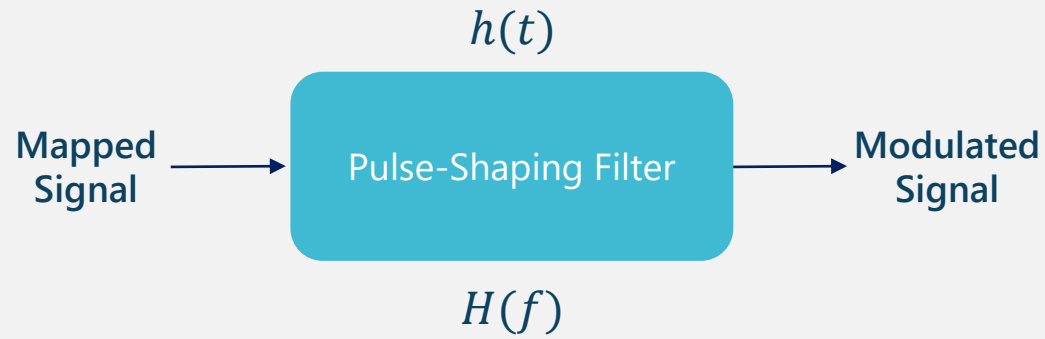 h(t)
Mapped
Signal
Pulse-Shaping Filter
Modulated
Signal
H(f)